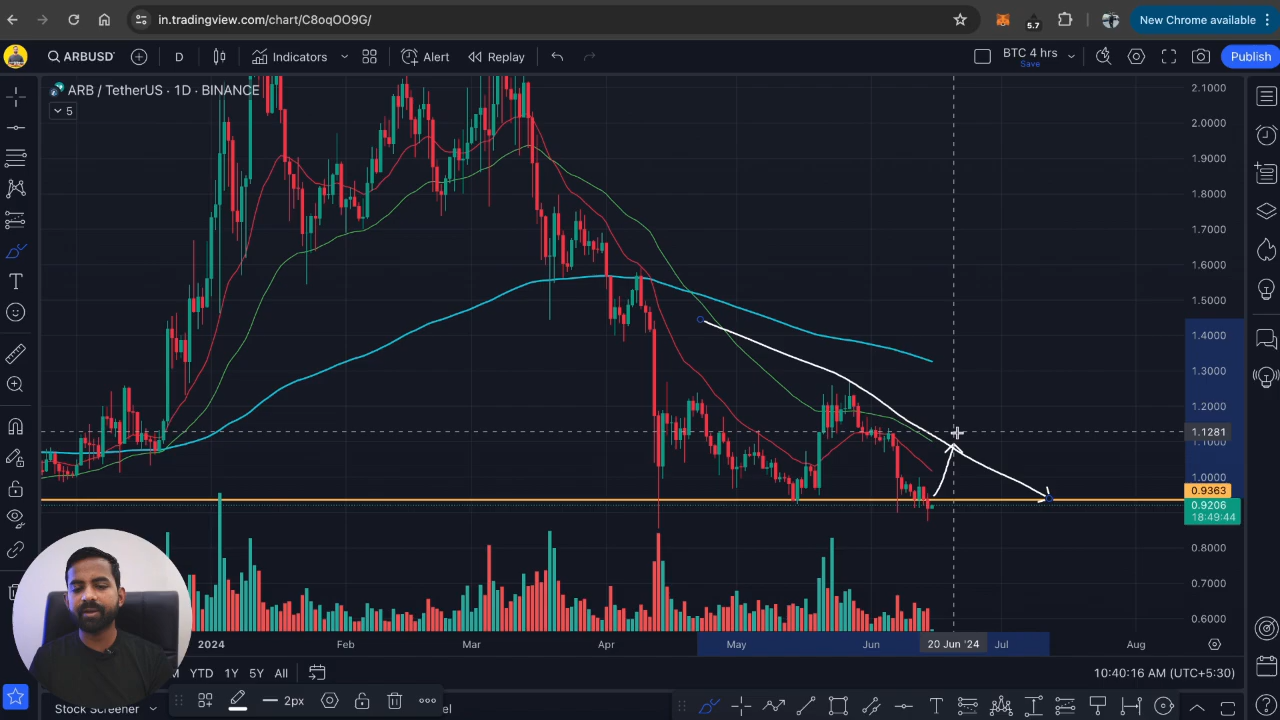 in.tradingview.com/chart/C8oqOO9G/
5.7
New Chrome available
ARBUSDT
D
Indicators
Alert
Replay
BTC 4 hrs
Save
Publish
ARB / TetherUS · 1D · BINANCE
5
2.1000
2.0000
1.9000
1.8000
1.7000
1.6000
1.5000
1.4000
1.3000
1.2000
1.1281
1.1000
1.0000
0.9363
0.9206
18:49:44
0.8000
0.7000
0.6000
2024
Feb
Mar
Apr
May
Jun
20 Jun '24
Jul
Aug
YTD
1Y
5Y
All
10:40:16 AM (UTC+5:30)
2px
Stock Screener